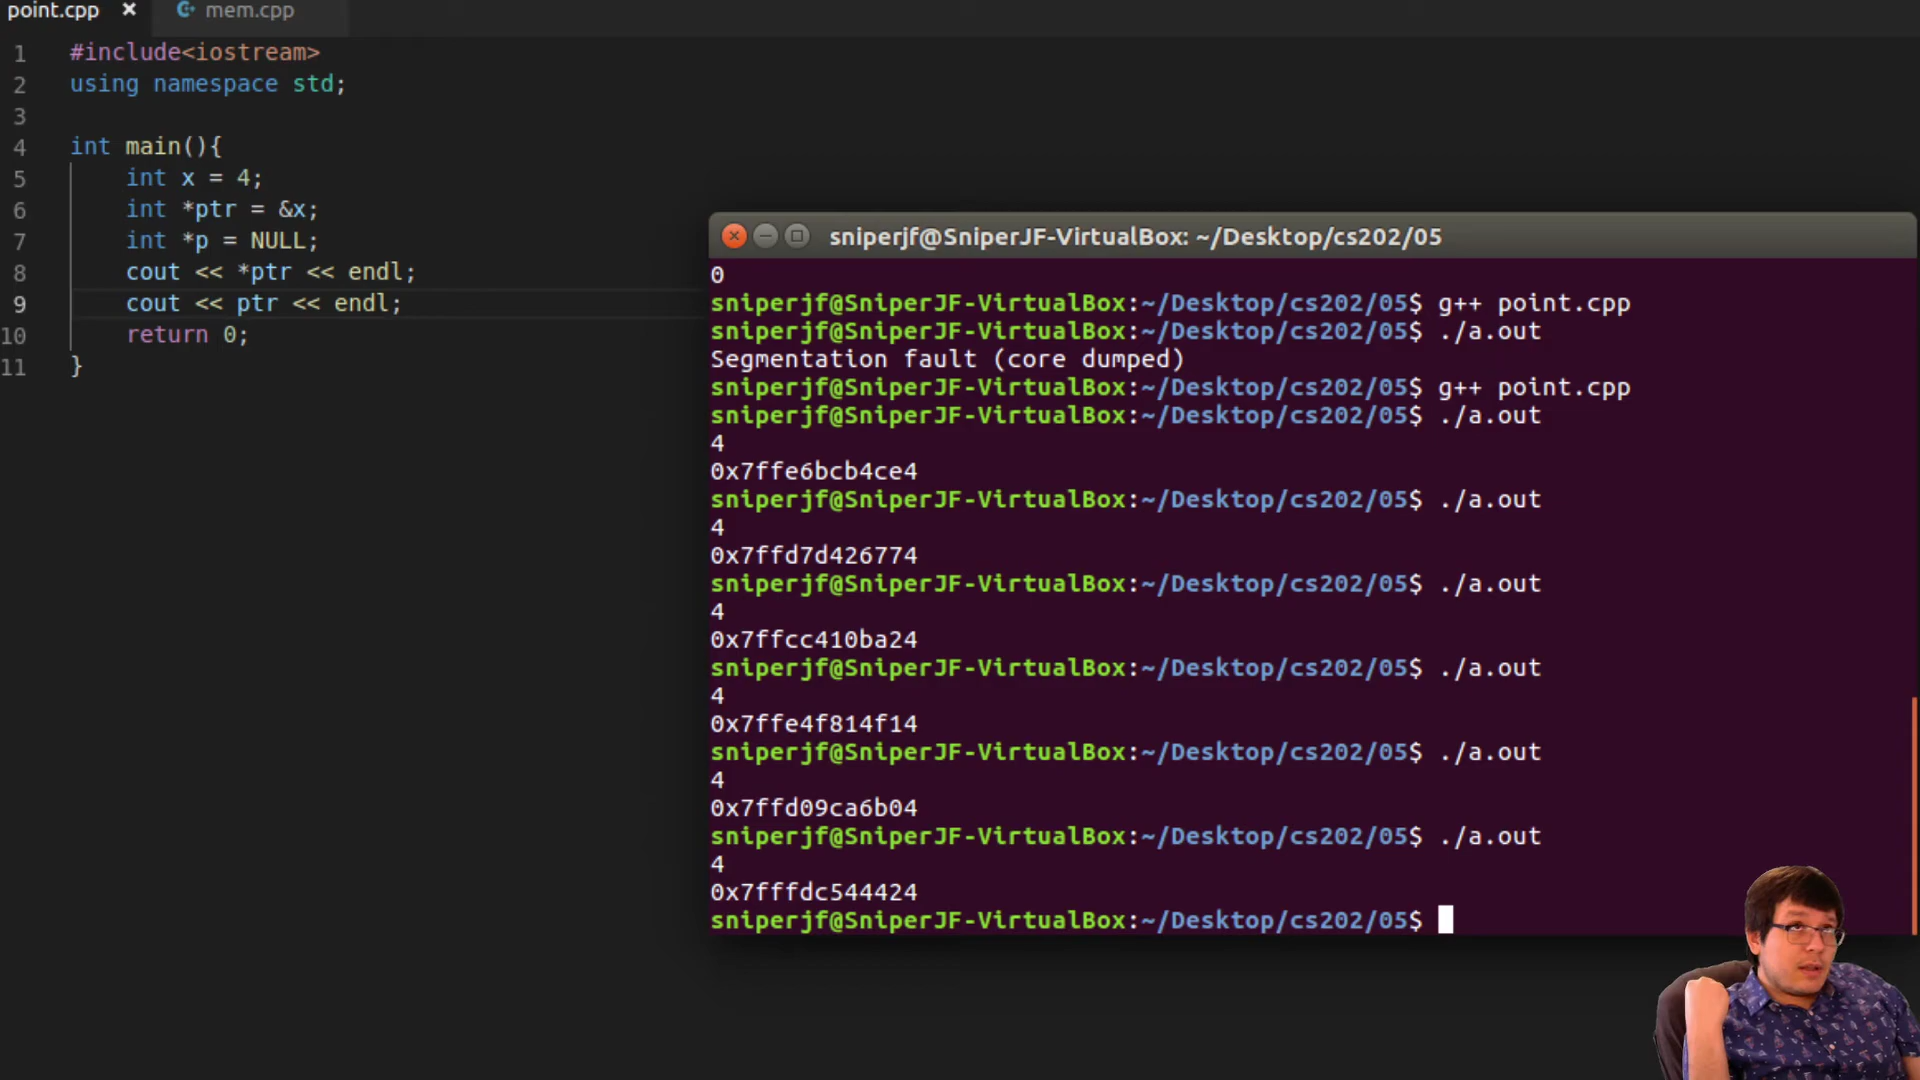 point.cpp × mem.cpp
1 #include<iostream>
2 using namespace std;
3
4 int main(){
5 int x = 4;
6 int *ptr = &x;
7 int *p = NULL;
8 cout << *ptr << endl;
9 cout << ptr << endl;
10 return 0;
11 }
sniperjf@SniperJF-VirtualBox: ~/Desktop/cs202/05
0
sniperjf@SniperJF-VirtualBox:~/Desktop/cs202/05$ g++ point.cpp
sniperjf@SniperJF-VirtualBox:~/Desktop/cs202/05$ ./a.out
Segmentation fault (core dumped)
sniperjf@SniperJF-VirtualBox:~/Desktop/cs202/05$ g++ point.cpp
sniperjf@SniperJF-VirtualBox:~/Desktop/cs202/05$ ./a.out
4
0x7ffe6bcb4ce4
sniperjf@SniperJF-VirtualBox:~/Desktop/cs202/05$ ./a.out
4
0x7ffd7d426774
sniperjf@SniperJF-VirtualBox:~/Desktop/cs202/05$ ./a.out
4
0x7ffcc410ba24
sniperjf@SniperJF-VirtualBox:~/Desktop/cs202/05$ ./a.out
4
0x7ffe4f814f14
sniperjf@SniperJF-VirtualBox:~/Desktop/cs202/05$ ./a.out
4
0x7ffd09ca6b04
sniperjf@SniperJF-VirtualBox:~/Desktop/cs202/05$ ./a.out
4
0x7fffdc544424
sniperjf@SniperJF-VirtualBox:~/Desktop/cs202/05$